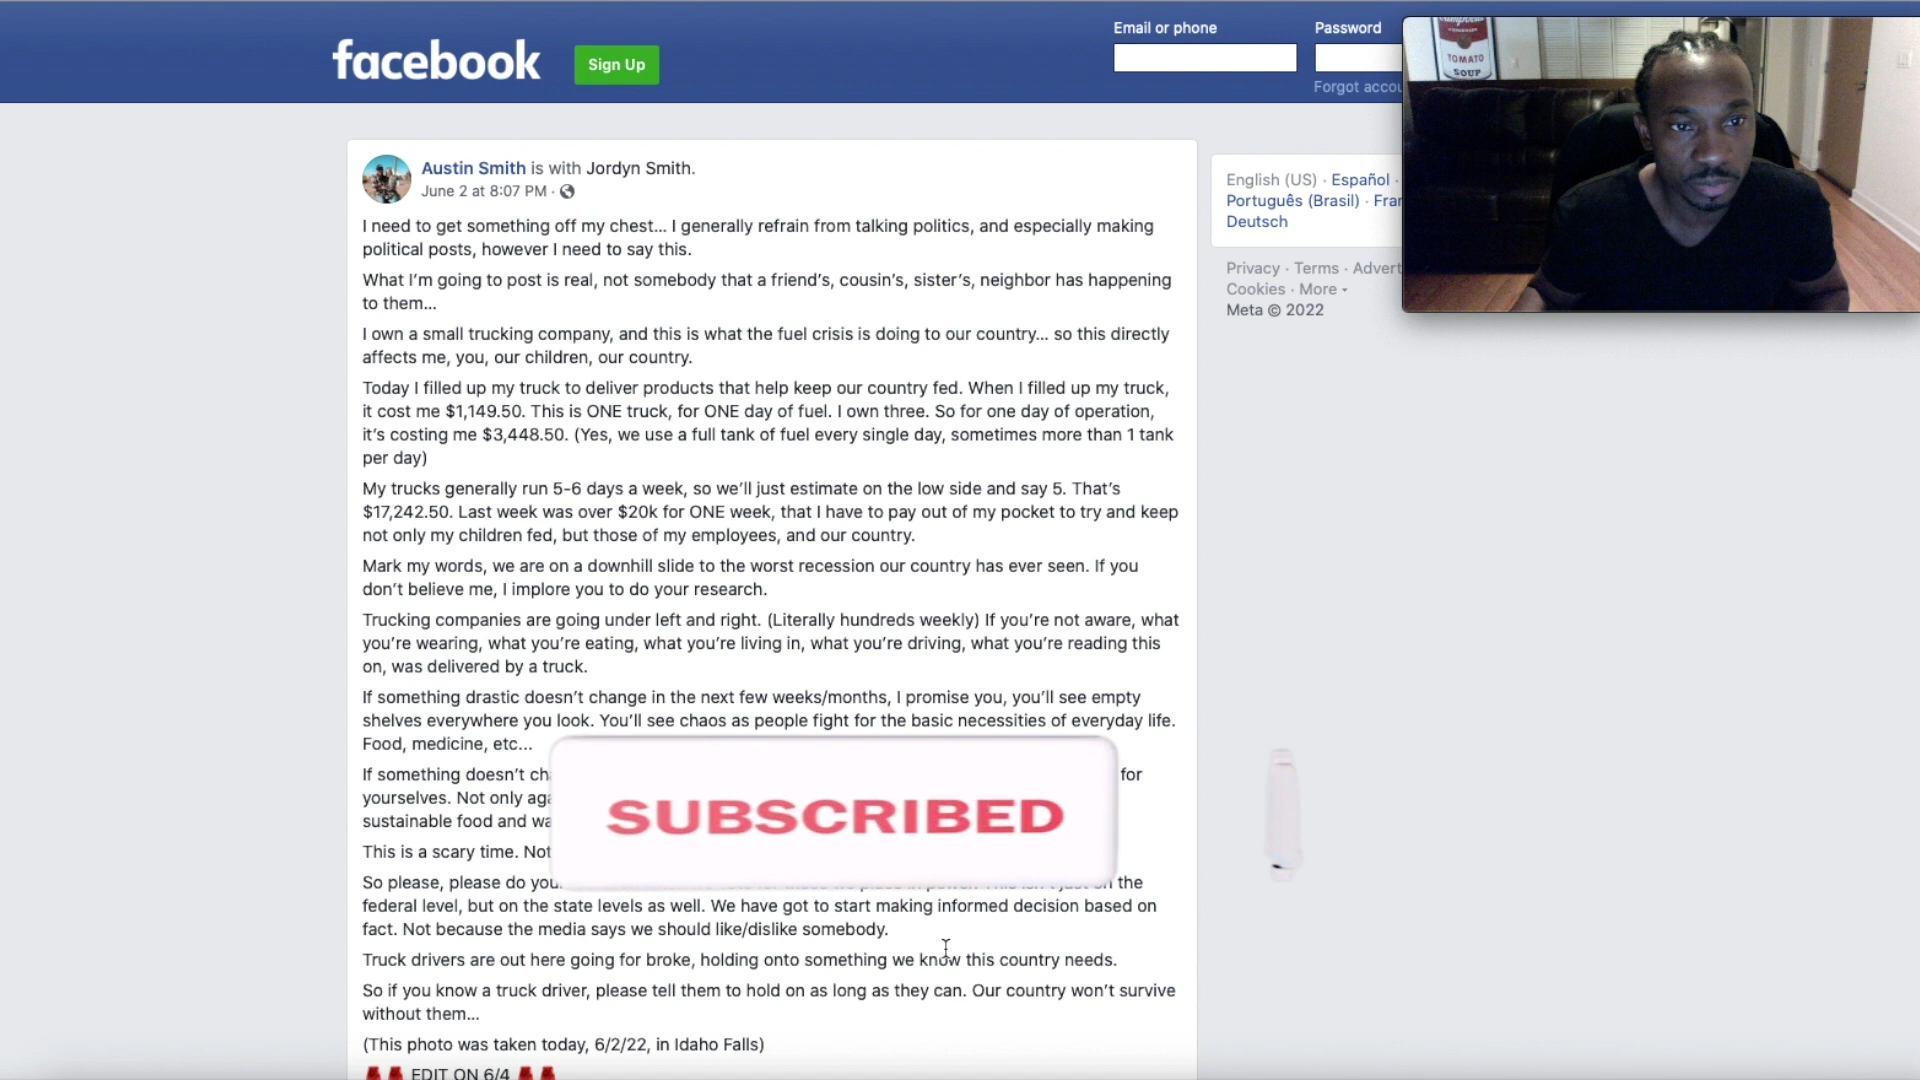 facebook
Sign Up
Email or phone
Password
Forgot accou
Campbell's
TOMATO
SOUP
Austin Smith is with Jordyn Smith.
June 2 at 8:07 PM ·
I need to get something off my chest... I generally refrain from talking politics, and especially making
political posts, however I need to say this.
What I'm going to post is real, not somebody that a friend's, cousin's, sister's, neighbor has happening
to them...
I own a small trucking company, and this is what the fuel crisis is doing to our country... so this directly
affects me, you, our children, our country.
Today I filled up my truck to deliver products that help keep our country fed. When I filled up my truck,
it cost me $1,149.50. This is ONE truck, for ONE day of fuel. I own three. So for one day of operation,
it's costing me $3,448.50. (Yes, we use a full tank of fuel every single day, sometimes more than 1 tank
per day)
My trucks generally run 5-6 days a week, so we'll just estimate on the low side and say 5. That's
$17,242.50. Last week was over $20k for ONE week, that I have to pay out of my pocket to try and keep
not only my children fed, but those of my employees, and our country.
Mark my words, we are on a downhill slide to the worst recession our country has ever seen. If you
don't believe me, I implore you to do your research.
Trucking companies are going under left and right. (Literally hundreds weekly) If you're not aware, what
you're wearing, what you're eating, what you're living in, what you're driving, what you're reading this
on, was delivered by a truck.
If something drastic doesn't change in the next few weeks/months, I promise you, you'll see empty
shelves everywhere you look. You'll see chaos as people fight for the basic necessities of everyday life.
Food, medicine, etc...
If something doesn't ch for
yourselves. Not only aga
sustainable food and wa
SUBSCRIBED
This is a scary time. Not
So please, please do you the
federal level, but on the state levels as well. We have got to start making informed decision based on
fact. Not because the media says we should like/dislike somebody.
Truck drivers are out here going for broke, holding onto something we know this country needs.
So if you know a truck driver, please tell them to hold on as long as they can. Our country won't survive
without them...
(This photo was taken today, 6/2/22, in Idaho Falls)
EDIT ON 6/4
English (US) · Español ·
Português (Brasil) · Fran
Deutsch
Privacy · Terms · Advert
Cookies · More
Meta © 2022